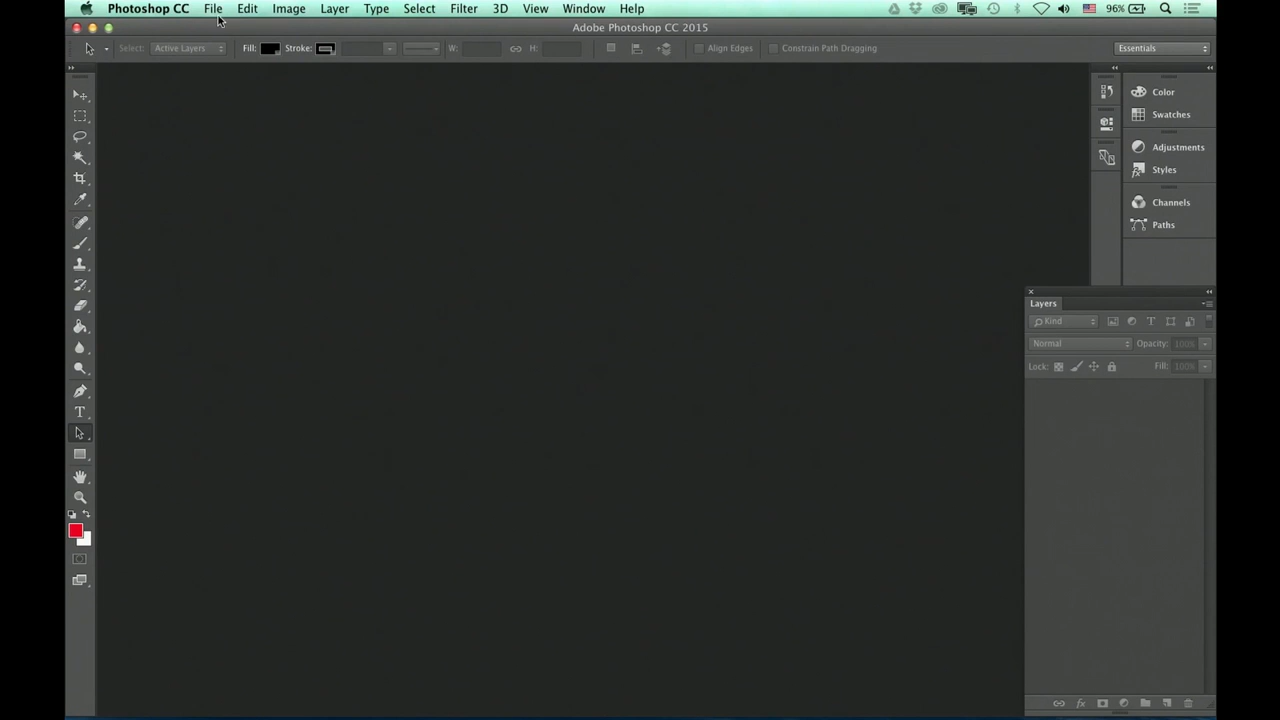 Photoshop CC File Edit Image Layer Type Select Filter 3D View Window Help 96%
Adobe Photoshop CC 2015
Select: Active Layers Fill: Stroke: W: H: Align Edges Constrain Path Dragging Essentials
Color
Swatches
Adjustments
Styles
Channels
Paths
Layers
Kind
Normal Opacity: 100%
Lock: Fill: 100%